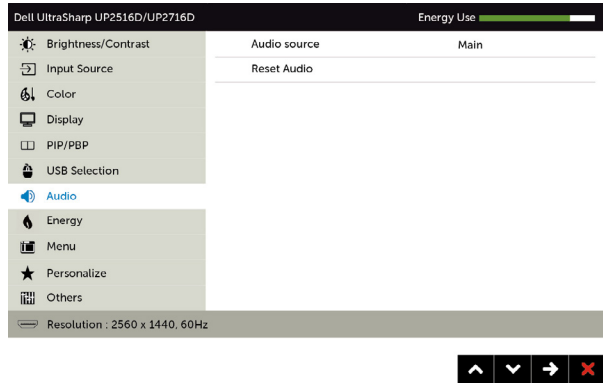 Dell UltraSharp UP2516D/UP2716D Energy Use
Brightness/Contrast Audio source Main
Input Source Reset Audio
Color
Display
PIP/PBP
USB Selection
Audio
Energy
Menu
Personalize
Others
Resolution : 2560 x 1440, 60Hz